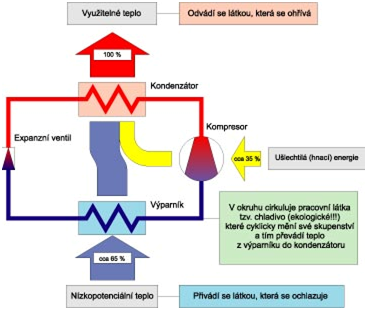 Využitelné teplo
Odvádí se látkou, která se ohřívá
100 %
Kondenzátor
Kompresor
Expanzní ventil
cca 35 %
Ušlechtilá (hnací) energie
Výparník
V okruhu cirkuluje pracovní látka
tzv. chladivo (ekologické!!!)
které cyklicky mění své skupenství
a tím převádí teplo
z výparníku do kondenzátoru
cca 65 %
Nízkopotenciální teplo
Přivádí se látkou, která se ochlazuje